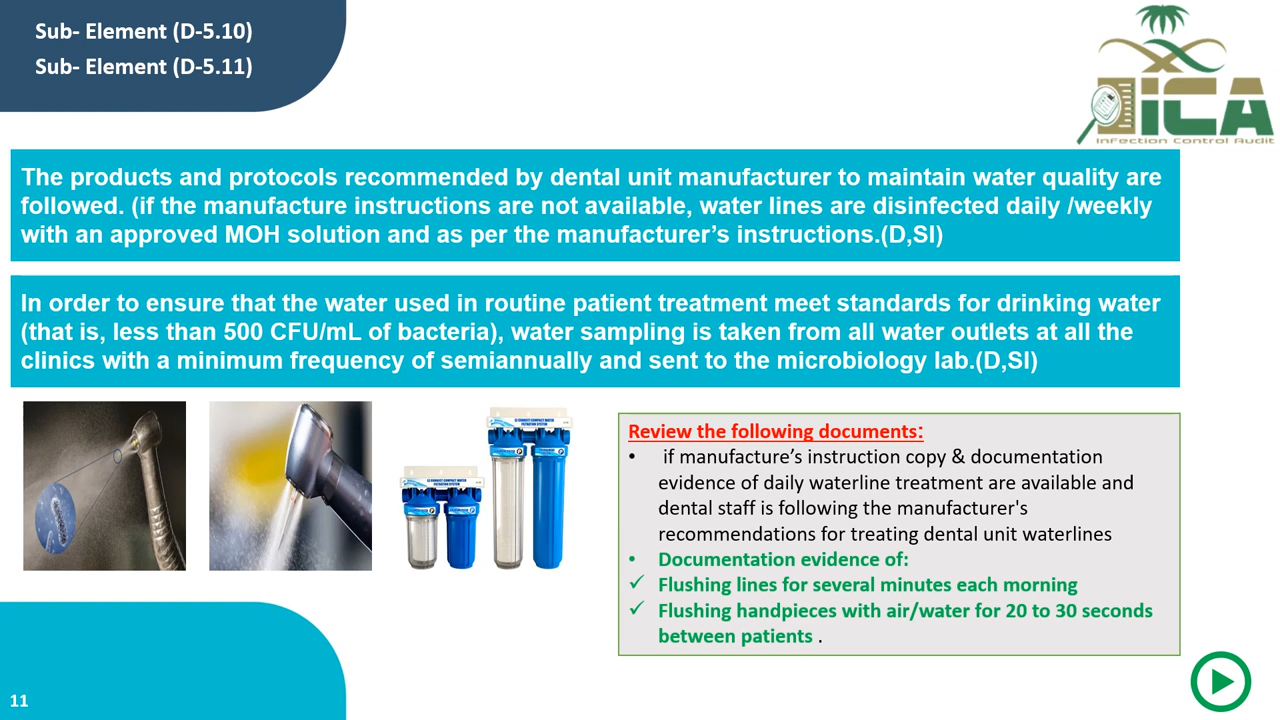 Sub- Element (D-5.10)
Sub- Element (D-5.11)
iCA
Infection Control Audit
The products and protocols recommended by dental unit manufacturer to maintain water quality are
followed. (if the manufacture instructions are not available, water lines are disinfected daily /weekly
with an approved MOH solution and as per the manufacturer’s instructions.(D,SI)
In order to ensure that the water used in routine patient treatment meet standards for drinking water
(that is, less than 500 CFU/mL of bacteria), water sampling is taken from all water outlets at all the
clinics with a minimum frequency of semiannually and sent to the microbiology lab.(D,SI)
Review the following documents:
• if manufacture’s instruction copy & documentation
evidence of daily waterline treatment are available and
dental staff is following the manufacturer's
recommendations for treating dental unit waterlines
• Documentation evidence of:
✓ Flushing lines for several minutes each morning
✓ Flushing handpieces with air/water for 20 to 30 seconds
between patients .
11